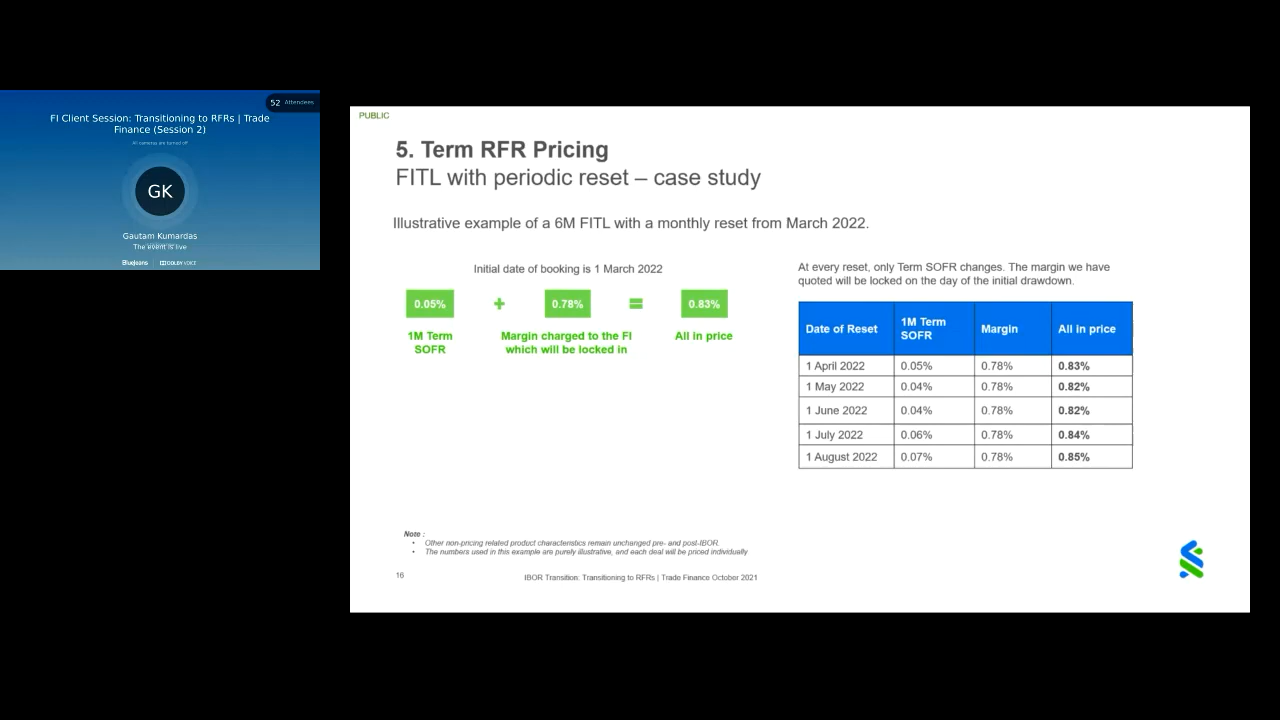 52 Attendees
FI Client Session: Transitioning to RFRs | Trade
Finance (Session 2)
All cameras are turned off
GK
Gautam Kumardas
The event is live
BlueJeans | DOLBY VOICE
PUBLIC
5. Term RFR Pricing
FITL with periodic reset – case study
Illustrative example of a 6M FITL with a monthly reset from March 2022.
Initial date of booking is 1 March 2022
0.05% + 0.78% = 0.83%
1M Term SOFR
Margin charged to the FI which will be locked in
All in price
At every reset, only Term SOFR changes. The margin we have
quoted will be locked on the day of the initial drawdown.
Date of Reset 1M Term SOFR Margin All in price
1 April 2022 0.05% 0.78% 0.83%
1 May 2022 0.04% 0.78% 0.82%
1 June 2022 0.04% 0.78% 0.82%
1 July 2022 0.06% 0.78% 0.84%
1 August 2022 0.07% 0.78% 0.85%
Note :
• Other non-pricing related product characteristics remain unchanged pre- and post-IBOR.
• The numbers used in this example are purely illustrative, and each deal will be priced individually
16
IBOR Transition: Transitioning to RFRs | Trade Finance October 2021